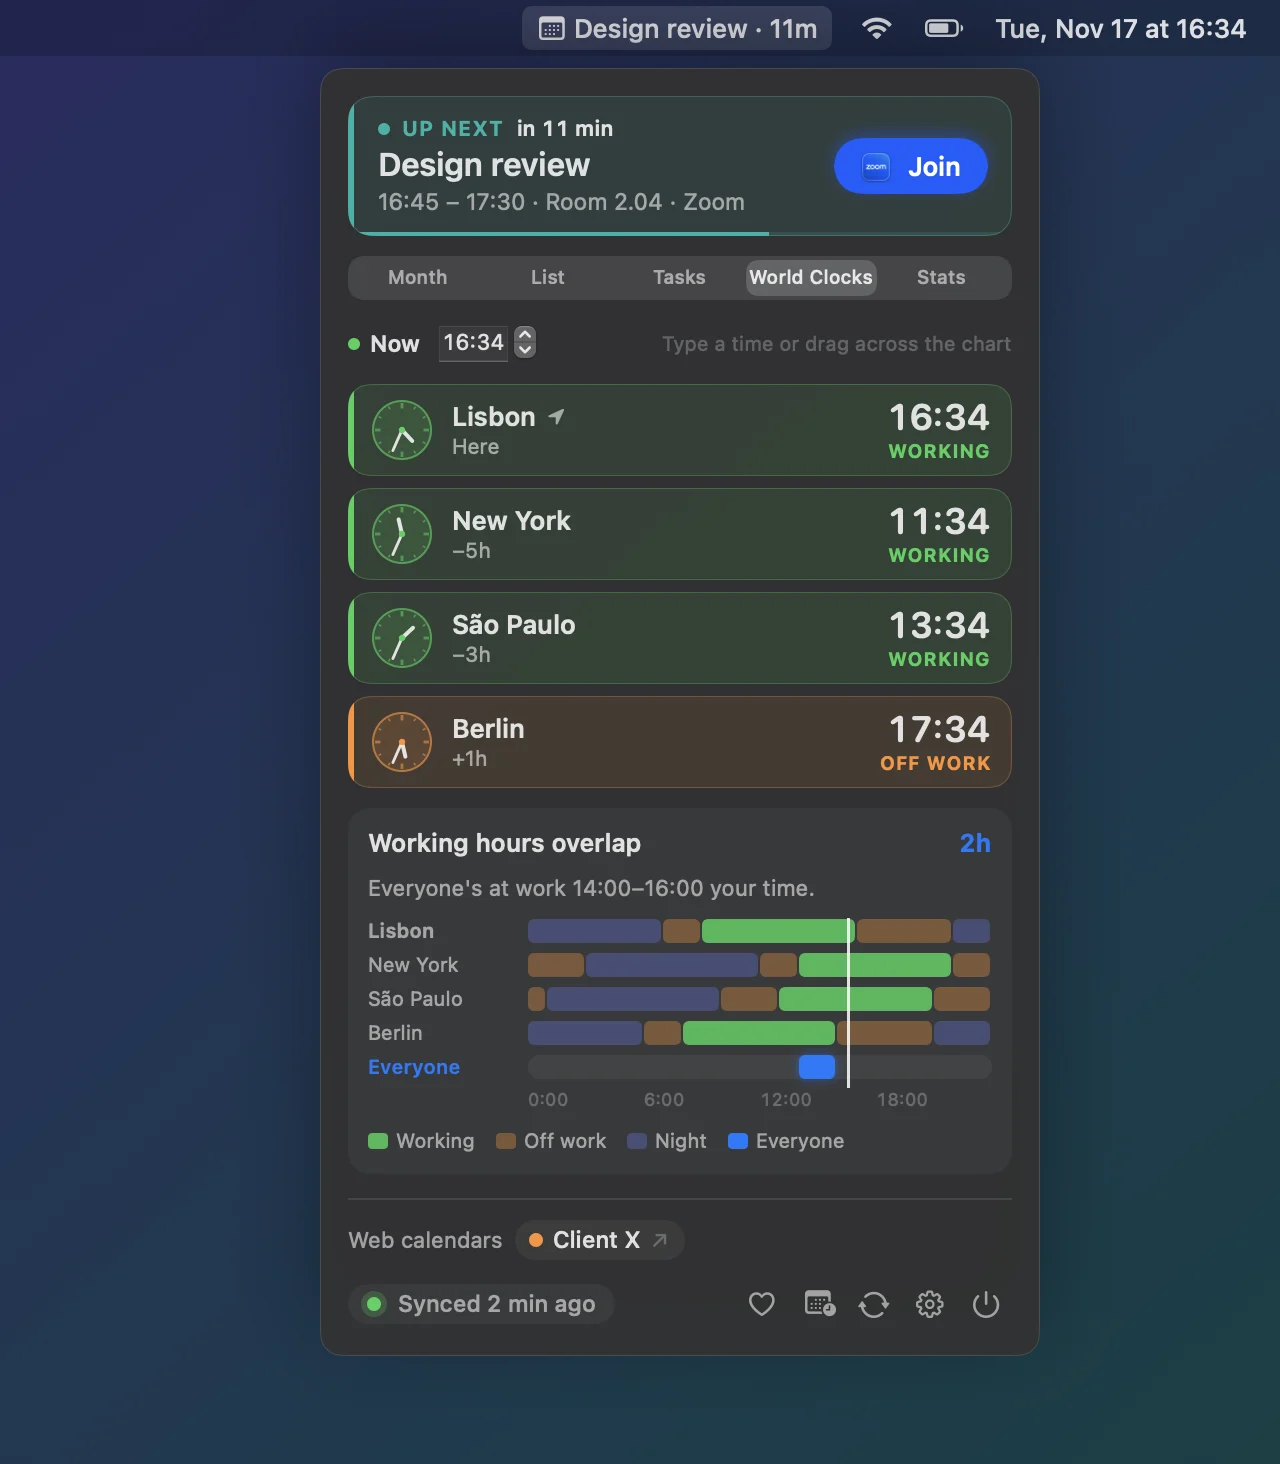 Design review · 11m
Tue, Nov 17 at 16:34
UP NEXT in 11 min
Design review
16:45 – 17:30 · Room 2.04 · Zoom
zoom
Join
Month
List
Tasks
World Clocks
Stats
Now
16:34
Type a time or drag across the chart
Lisbon
Here
16:34
WORKING
New York
–5h
11:34
WORKING
São Paulo
–3h
13:34
WORKING
Berlin
+1h
17:34
OFF WORK
Working hours overlap
2h
Everyone's at work 14:00–16:00 your time.
Lisbon
New York
São Paulo
Berlin
Everyone
0:00
6:00
12:00
18:00
Working
Off work
Night
Everyone
Web calendars
Client X
Synced 2 min ago